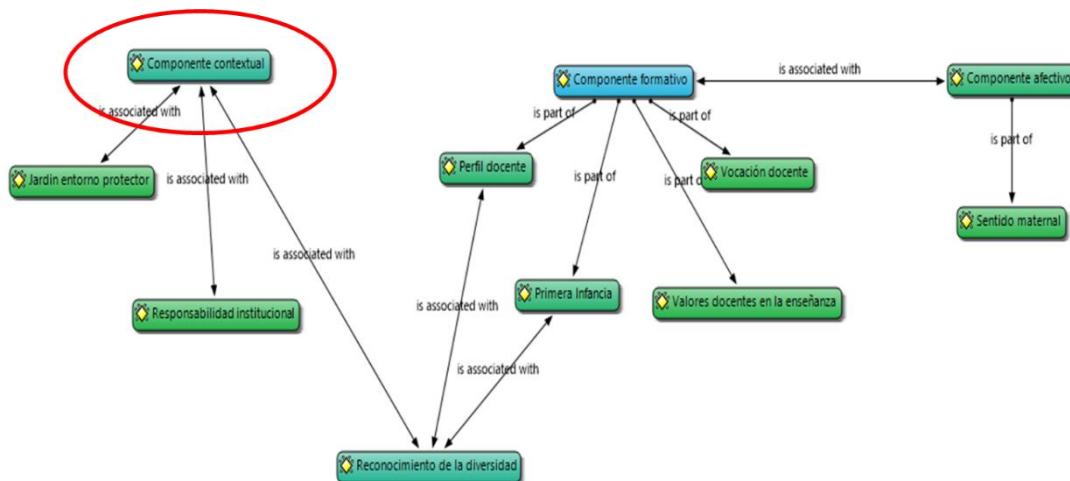 Componente contextual
Componente formativo
is associated with
Componente afectivo
is associated with
is part of
is part of
is part of
Perfil docente
Jardin entorno protector
is associated with
is part of
is part o
Vocación docente
Sentido maternal
is associated with
Primera Infancia
Valores docentes en la enseñanza
Responsabilidad institucional
is associated with
is associated with
Reconocimiento de la diversidad